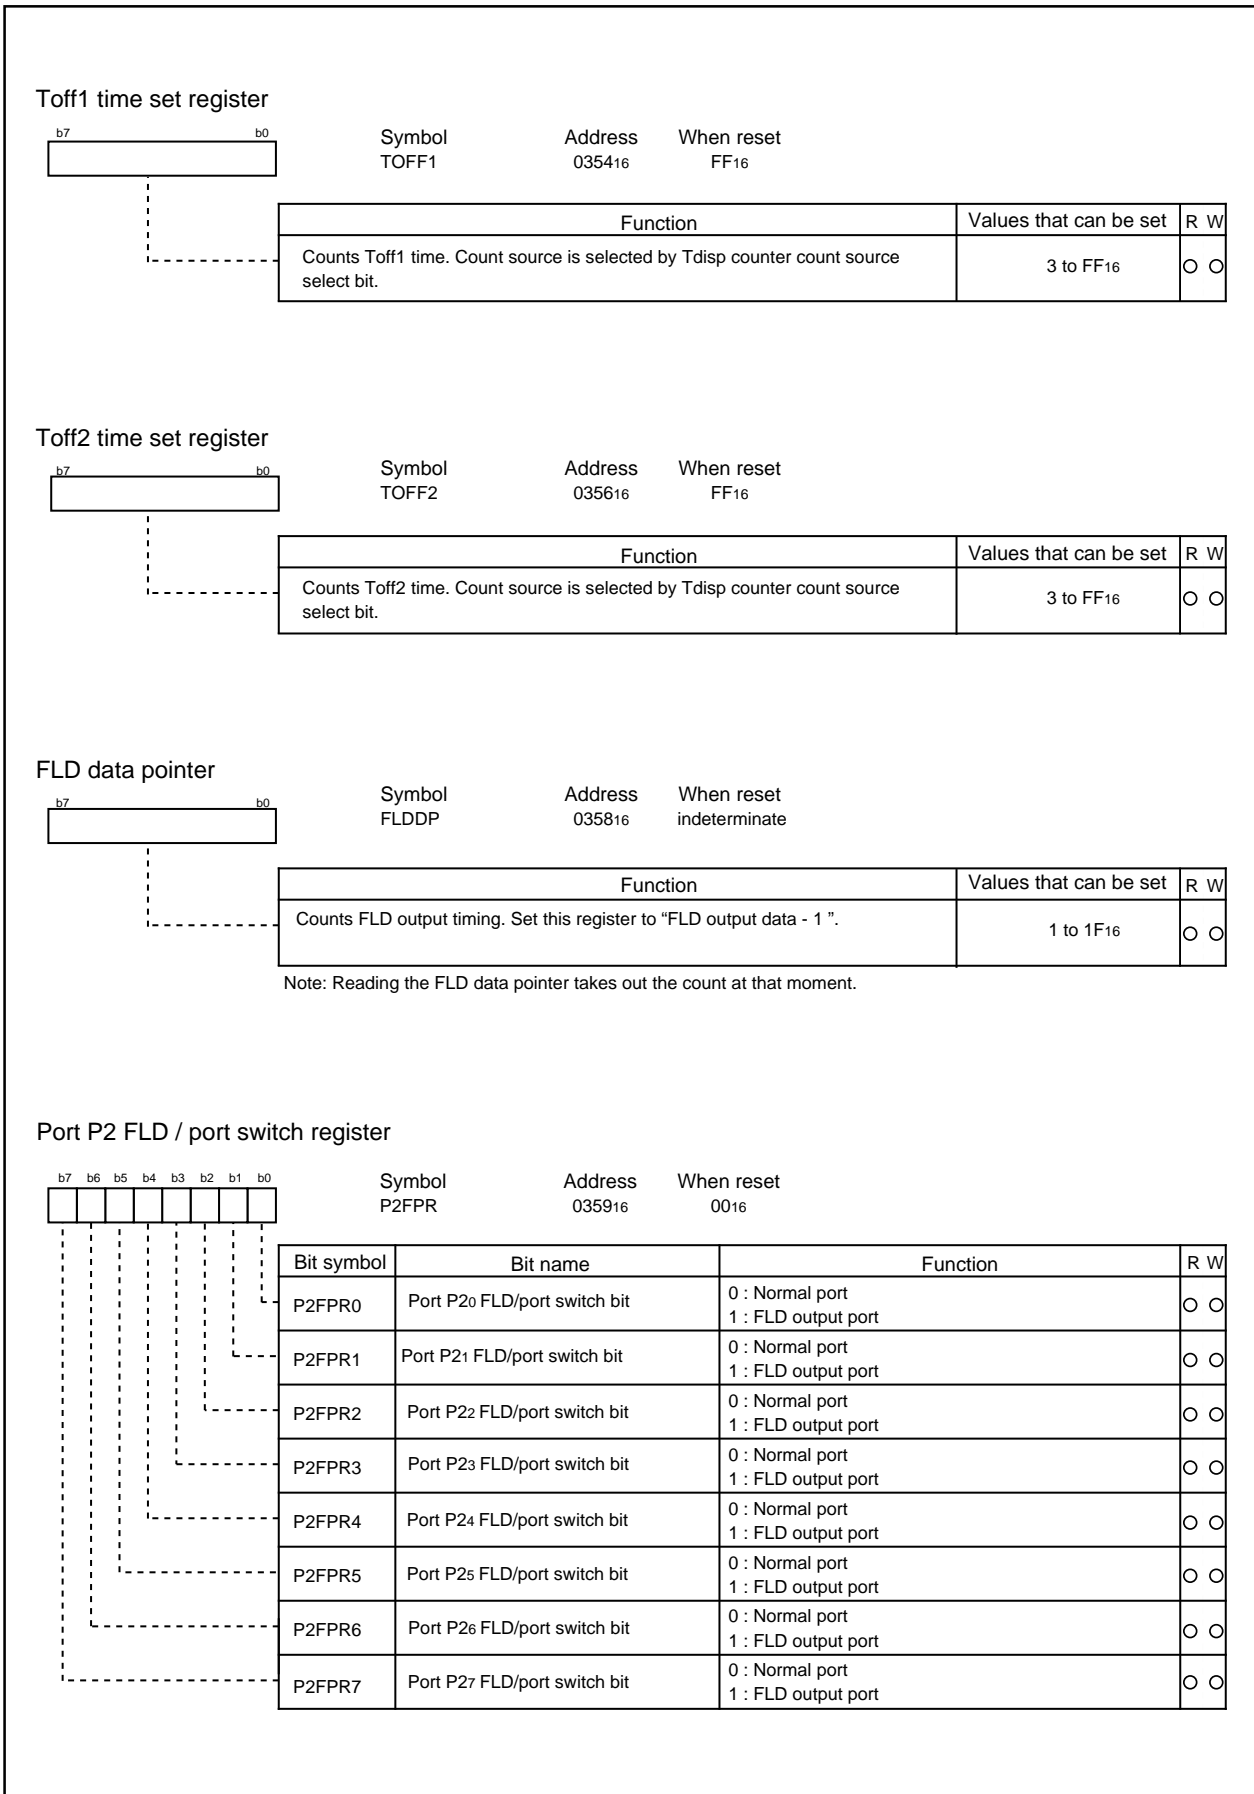 Toff1 time set register
b7 b0 Symbol Address When reset
TOFF1 035416 FF16
Function Values that can be set R W
Counts Toff1 time. Count source is selected by Tdisp counter count source
select bit.
3 to FF16
Toff2 time set register
b7 b0 Symbol Address When reset
TOFF2 035616 FF16
Function Values that can be set R W
Counts Toff2 time. Count source is selected by Tdisp counter count source
select bit.
3 to FF16
FLD data pointer
b7 b0 Symbol Address When reset
FLDDP 035816 indeterminate
Function Values that can be set R W
Counts FLD output timing. Set this register to “FLD output data - 1 ”.
1 to 1F16
Note: Reading the FLD data pointer takes out the count at that moment.
Port P2 FLD / port switch register
b7 b6 b5 b4 b3 b2 b1 b0 Symbol Address When reset
P2FPR 035916 0016
Bit symbol Bit name Function R W
P2FPR0 Port P20 FLD/port switch bit 0 : Normal port
1 : FLD output port
P2FPR1 Port P21 FLD/port switch bit 0 : Normal port
1 : FLD output port
P2FPR2 Port P22 FLD/port switch bit 0 : Normal port
1 : FLD output port
P2FPR3 Port P23 FLD/port switch bit 0 : Normal port
1 : FLD output port
P2FPR4 Port P24 FLD/port switch bit 0 : Normal port
1 : FLD output port
P2FPR5 Port P25 FLD/port switch bit 0 : Normal port
1 : FLD output port
P2FPR6 Port P26 FLD/port switch bit 0 : Normal port
1 : FLD output port
P2FPR7 Port P27 FLD/port switch bit 0 : Normal port
1 : FLD output port